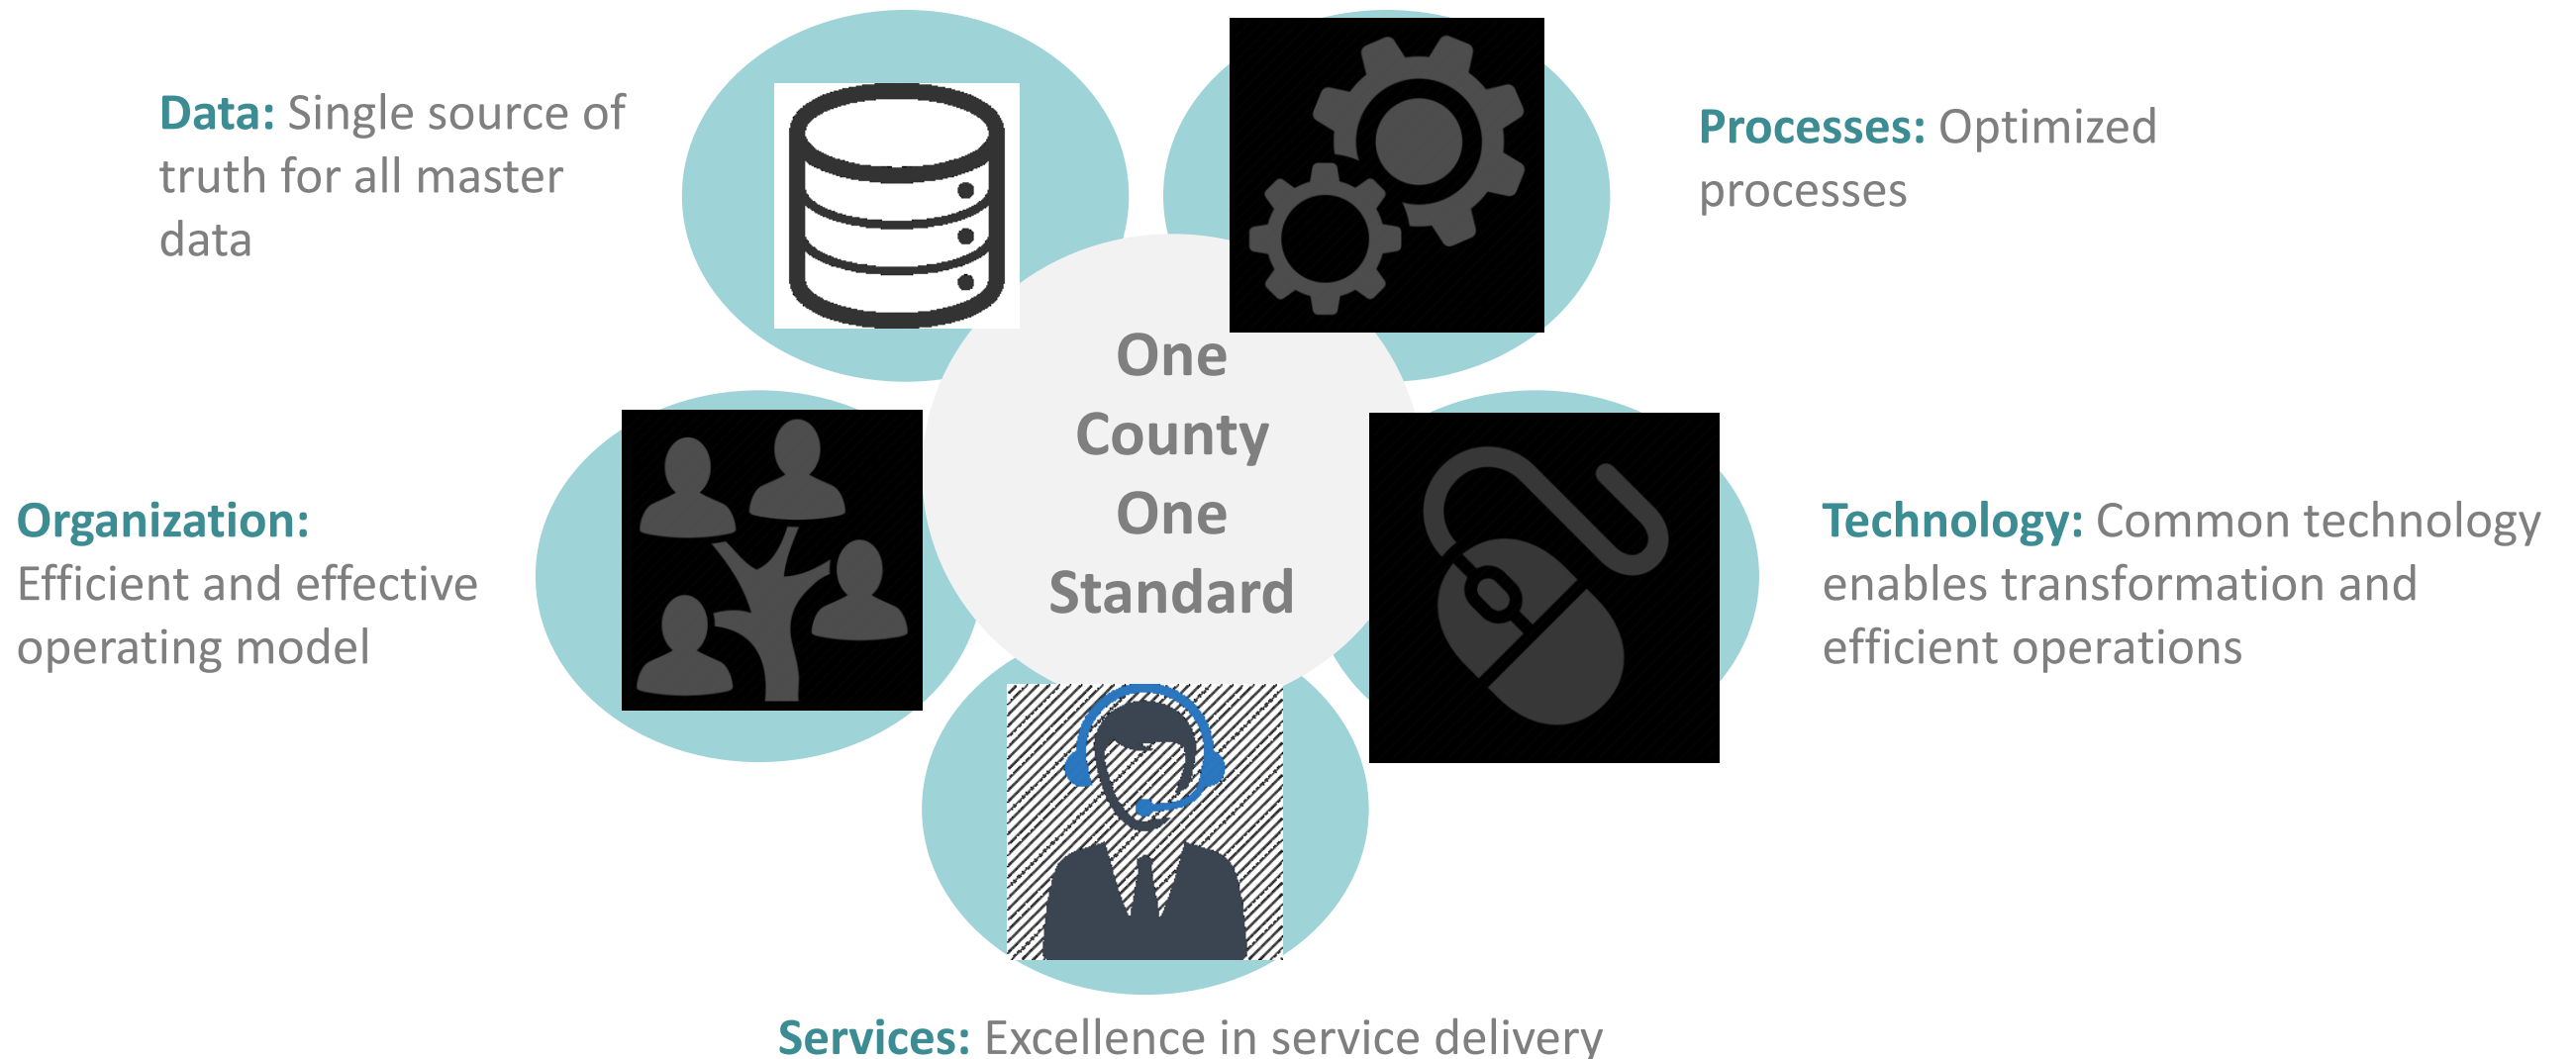 Data: Single source of
truth for all master
data
Processes: Optimized
processes
One
County
One
Standard
Organization:
Efficient and effective
operating model
Technology: Common technology
enables transformation and
efficient operations
Services: Excellence in service delivery